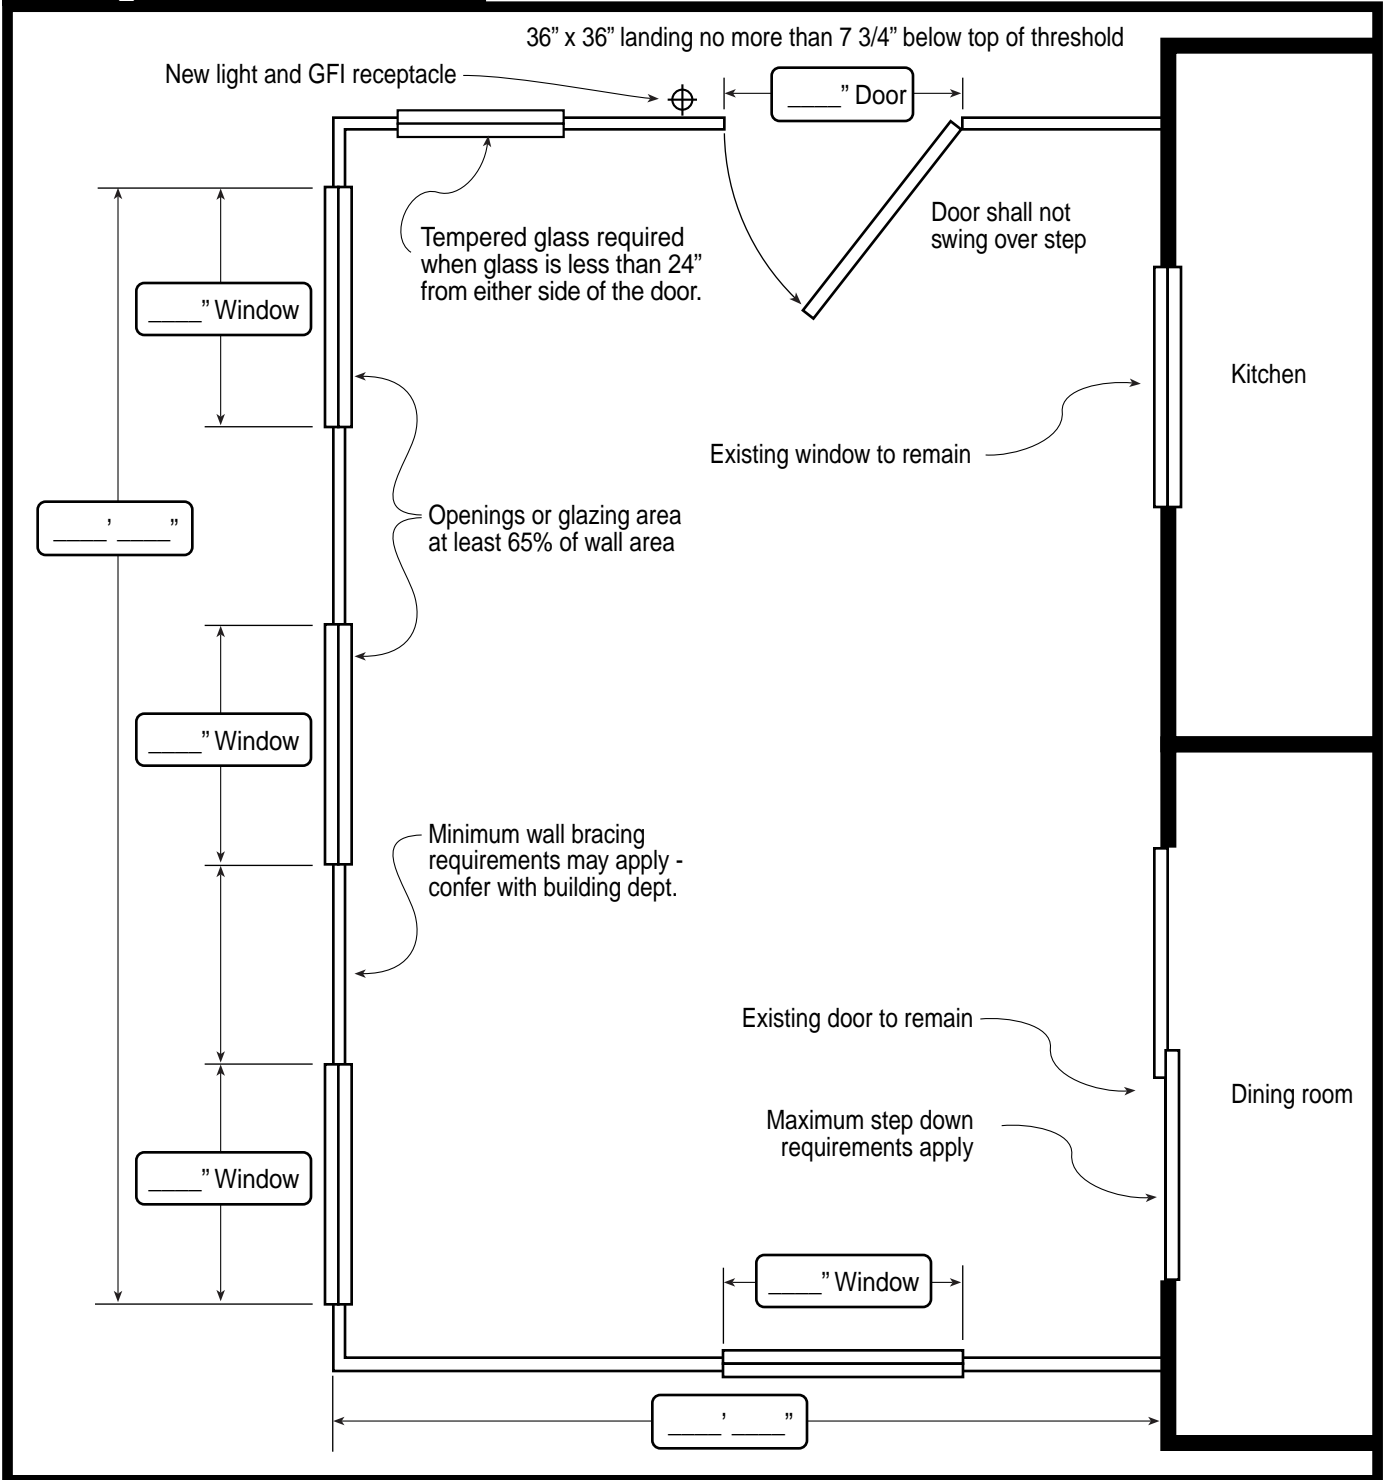 36” x 36” landing no more than 7 3/4” below top of threshold
New light and GFI receptacle
____” Door
Door shall not
swing over step
Tempered glass required
when glass is less than 24”
from either side of the door.
____” Window
Kitchen
Existing window to remain
____’ ____”
Openings or glazing area
at least 65% of wall area
____” Window
Minimum wall bracing
requirements may apply -
confer with building dept.
Existing door to remain
Dining room
Maximum step down
requirements apply
____” Window
____” Window
____’ ____”